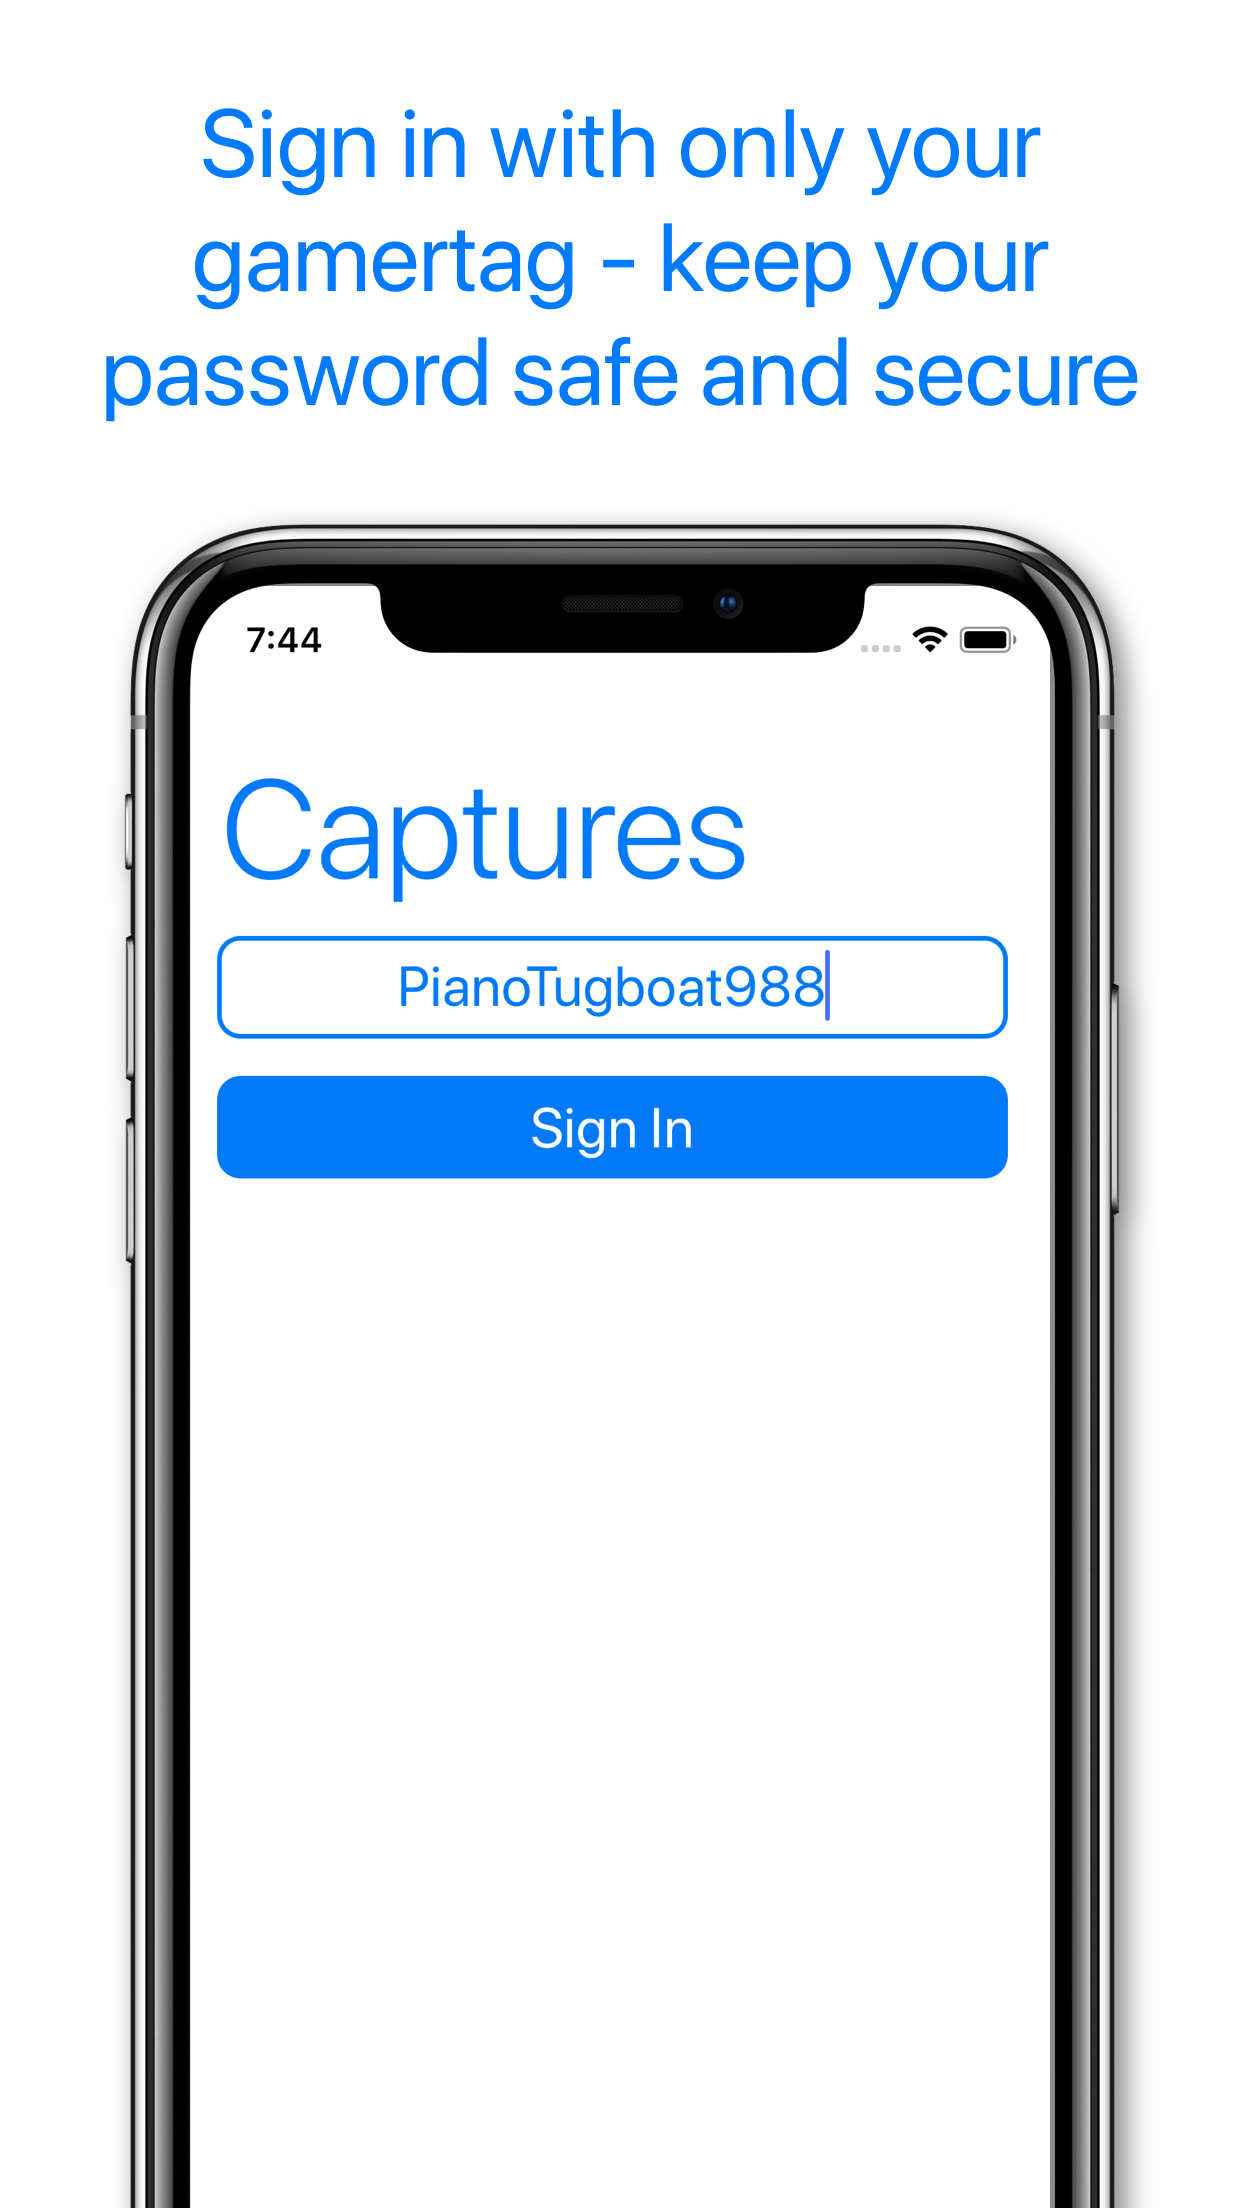 Sign in with only your
gamertag - keep your
password safe and secure
7:44
Captures
PianoTugboat988
Sign In